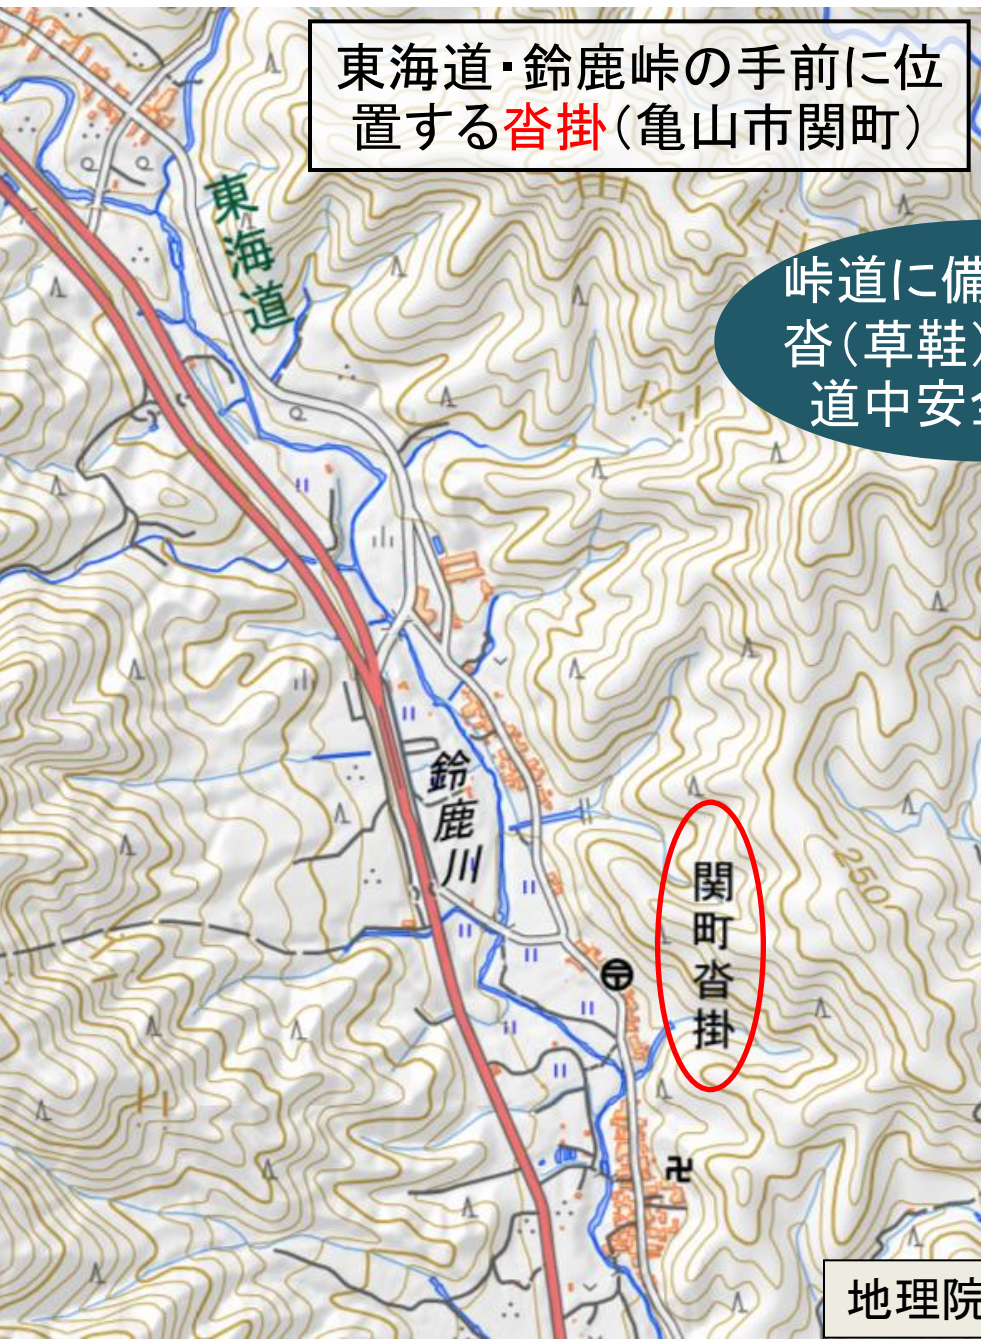 東海道・鈴鹿峠の手前に位
置する沓掛(亀山市関町)
東海道
峠道に備
沓(草鞋)
道中安全
鈴鹿川
250
関町沓掛
地理院